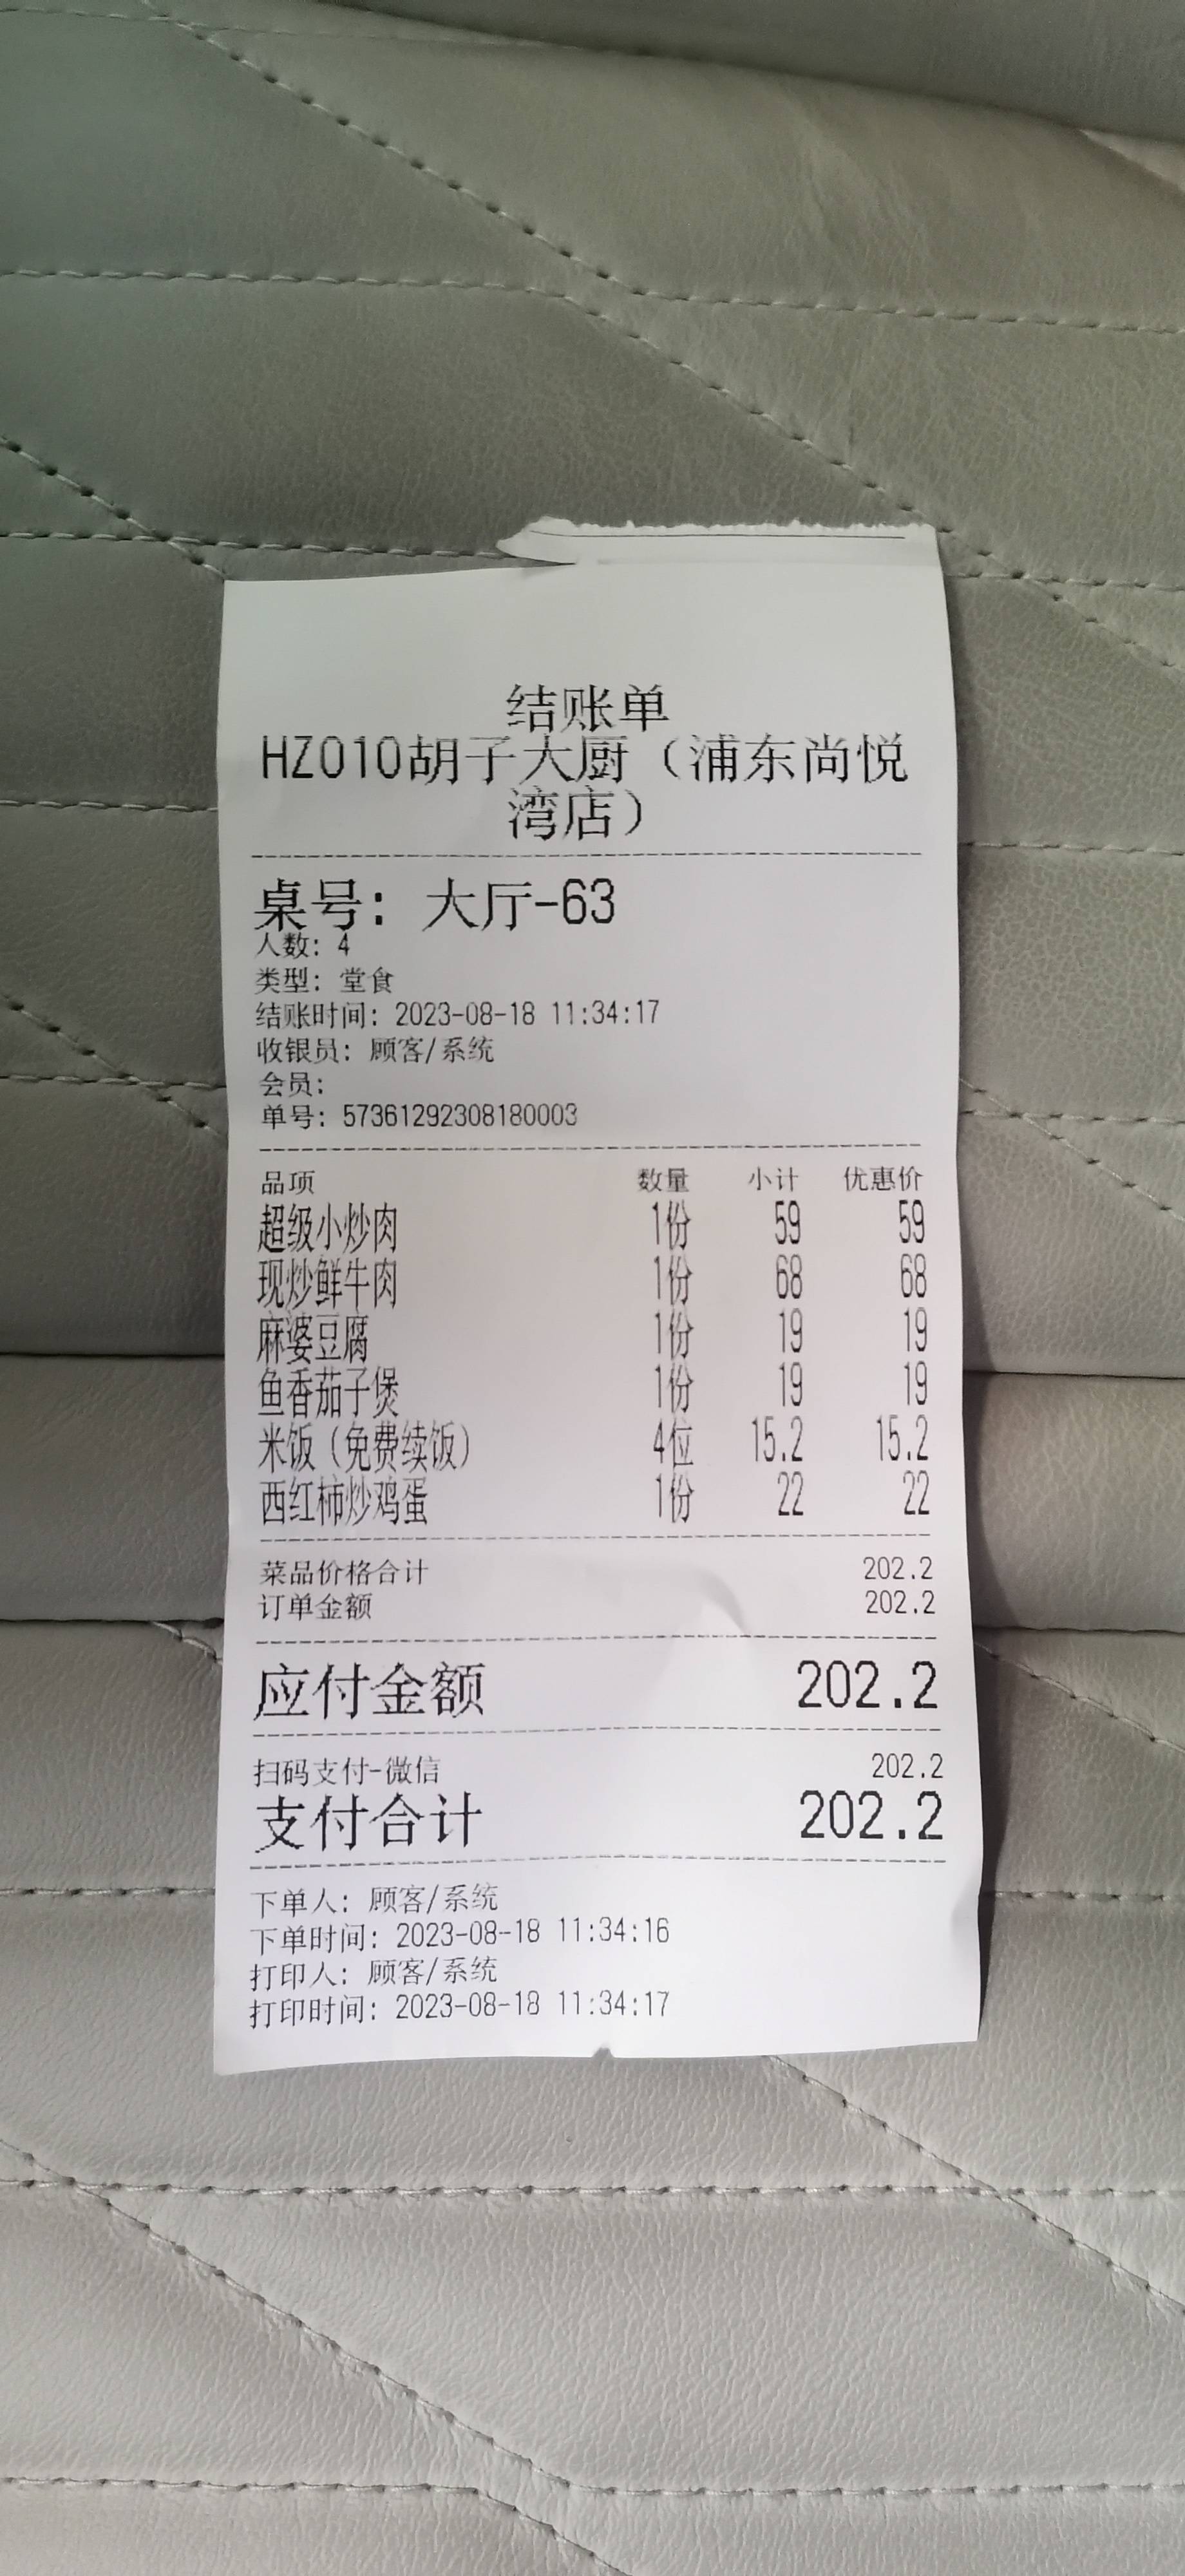 结账单
HZ010胡子大厨（浦东尚悦
湾店）
桌号: 大厅-63
人数: 4
类型: 堂食
结账时间: 2023-08-18 11:34:17
收银员: 顾客/系统
会员:
单号: 57361292308180003
品项 数量 小计 优惠价
超级小炒肉 1份 59 59
现炒鲜牛肉 1份 68 68
麻婆豆腐 1份 19 19
鱼香茄子煲 1份 19 19
米饭（免费续饭） 4位 15.2 15.2
西红柿炒鸡蛋 1份 22 22
菜品价格合计 202.2
订单金额 202.2
应付金额 202.2
扫码支付-微信 202.2
支付合计 202.2
下单人: 顾客/系统
下单时间: 2023-08-18 11:34:16
打印人: 顾客/系统
打印时间: 2023-08-18 11:34:17